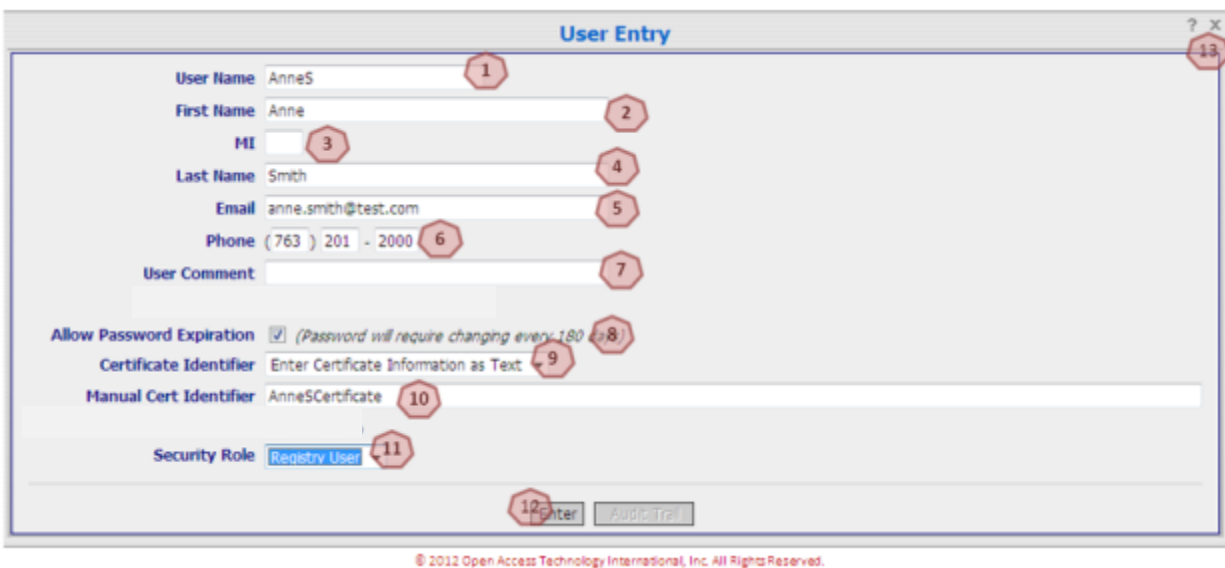 User Entry
? x
13
User Name AnneS 1
First Name Anne 2
MI 3
Last Name Smith 4
Email anne.smith@test.com 5
Phone (763) 201 - 2000 6
User Comment 7
Allow Password Expiration (Password will require changing every 180 days) 8
Certificate Identifier Enter Certificate Information as Text 9
Manual Cert Identifier AnneSCertificate 10
Security Role Registry User 11
12 Enter Audit Trail
© 2012 Open Access Technology International, Inc. All Rights Reserved.